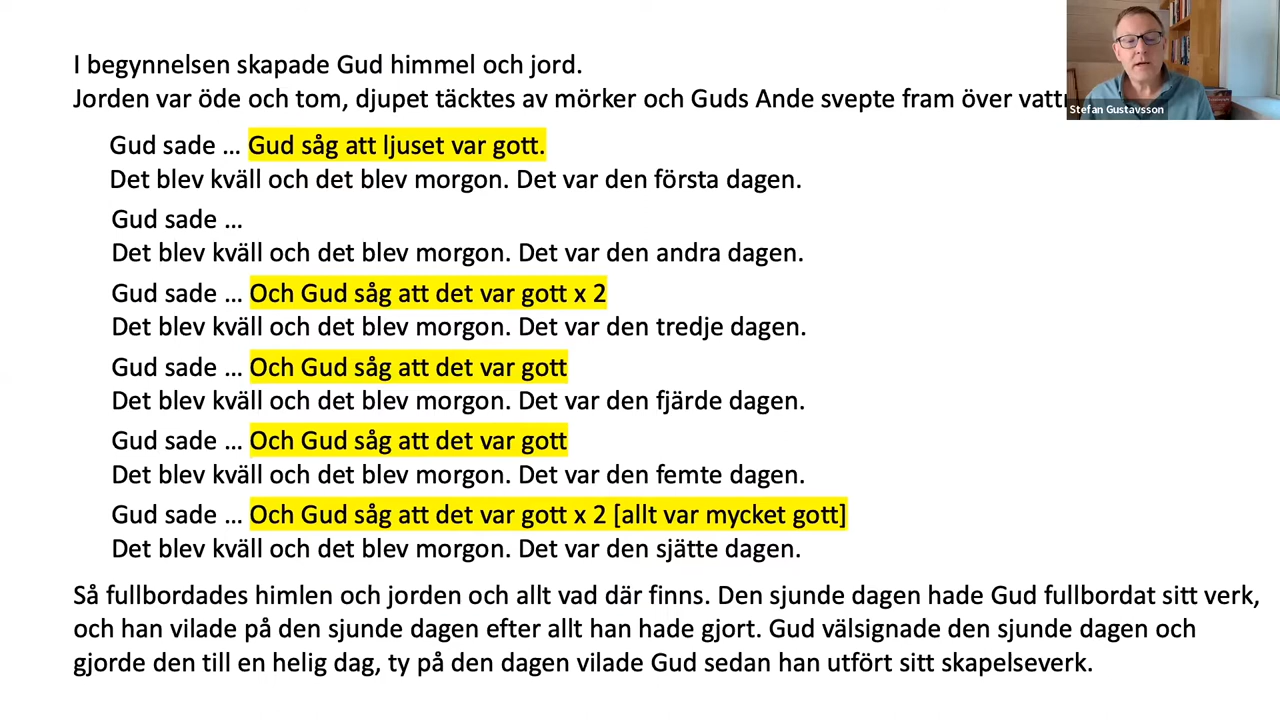 I begynnelsen skapade Gud himmel och jord.
Jorden var öde och tom, djupet täcktes av mörker och Guds Ande svepte fram över
Stefan Gustavsson
Gud sade … Gud såg att ljuset var gott.
Det blev kväll och det blev morgon. Det var den första dagen.
Gud sade …
Det blev kväll och det blev morgon. Det var den andra dagen.
Gud sade … Och Gud såg att det var gott x 2
Det blev kväll och det blev morgon. Det var den tredje dagen.
Gud sade … Och Gud såg att det var gott
Det blev kväll och det blev morgon. Det var den fjärde dagen.
Gud sade … Och Gud såg att det var gott
Det blev kväll och det blev morgon. Det var den femte dagen.
Gud sade … Och Gud såg att det var gott x 2 [allt var mycket gott]
Det blev kväll och det blev morgon. Det var den sjätte dagen.
Så fullbordades himlen och jorden och allt vad där finns. Den sjunde dagen hade Gud fullbordat sitt verk,
och han vilade på den sjunde dagen efter allt han hade gjort. Gud välsignade den sjunde dagen och
gjorde den till en helig dag, ty på den dagen vilade Gud sedan han utfört sitt skapelseverk.